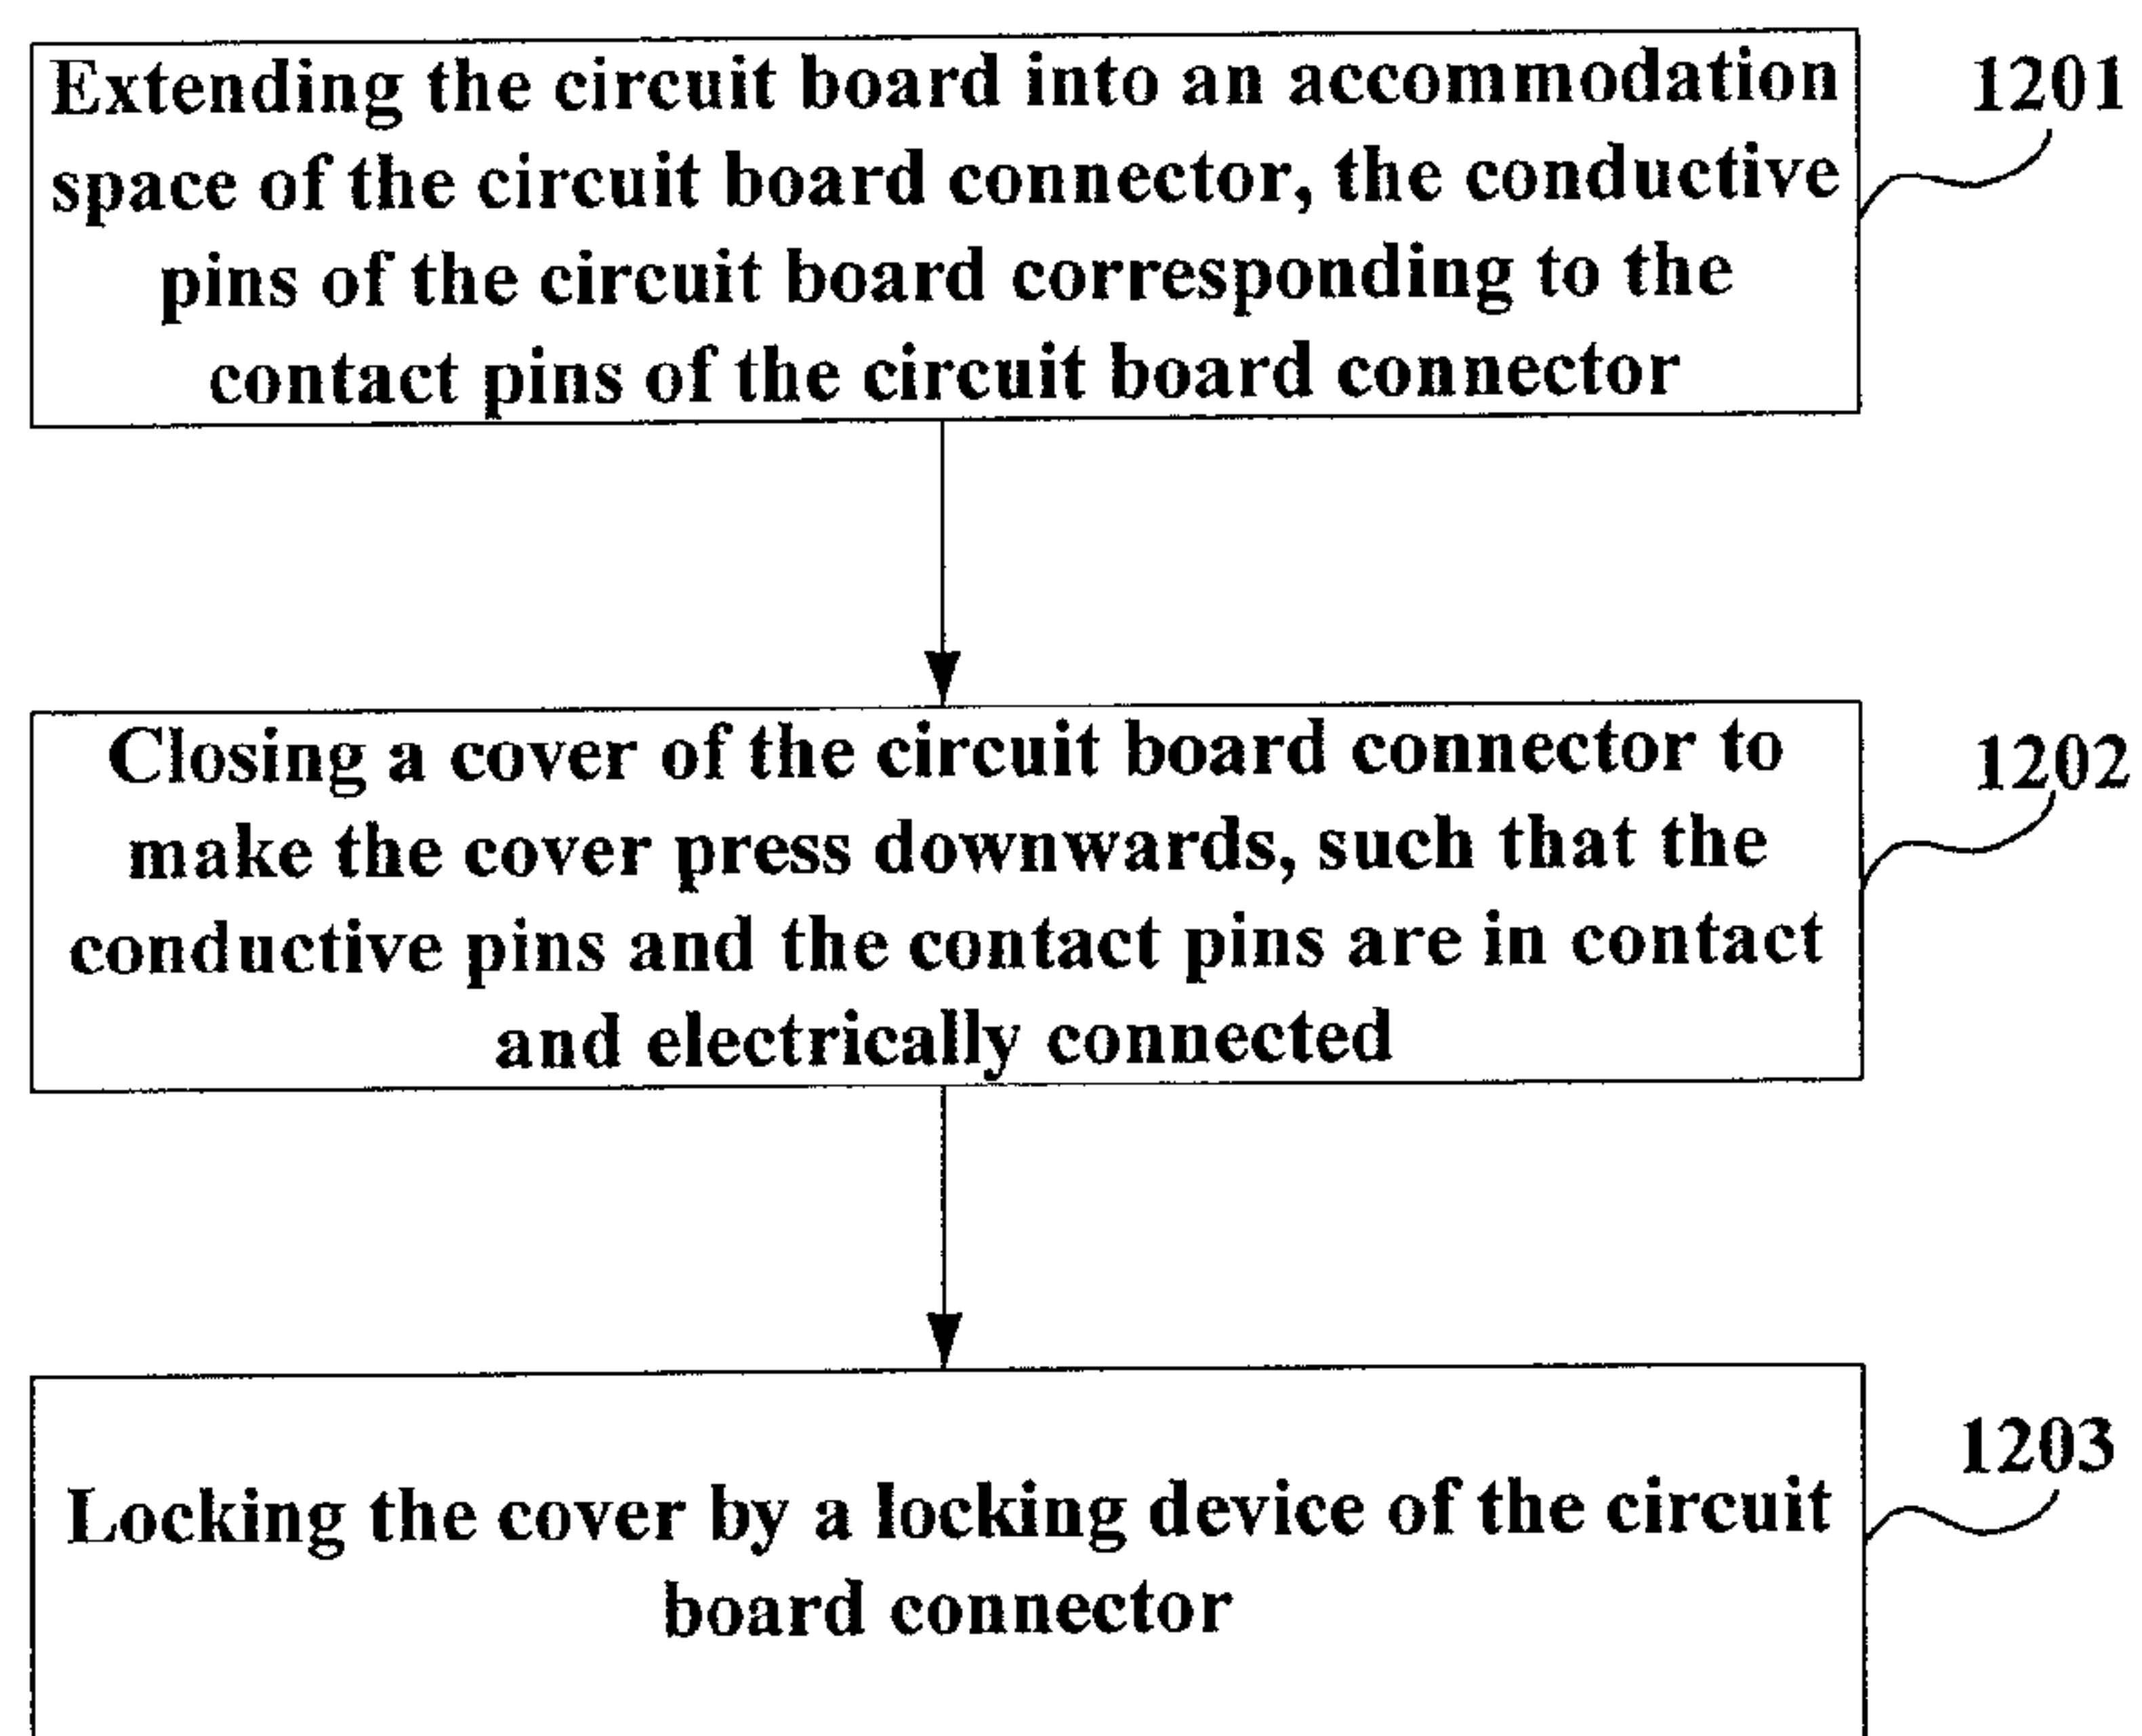 Extending the circuit board into an accommodation
space of the circuit board connector, the conductive
pins of the circuit board corresponding to the
contact pins of the circuit board connector
1201
Closing a cover of the circuit board connector to
make the cover press downwards, such that the
conductive pins and the contact pins are in contact
and electrically connected
1202
Locking the cover by a locking device of the circuit
board connector
1203